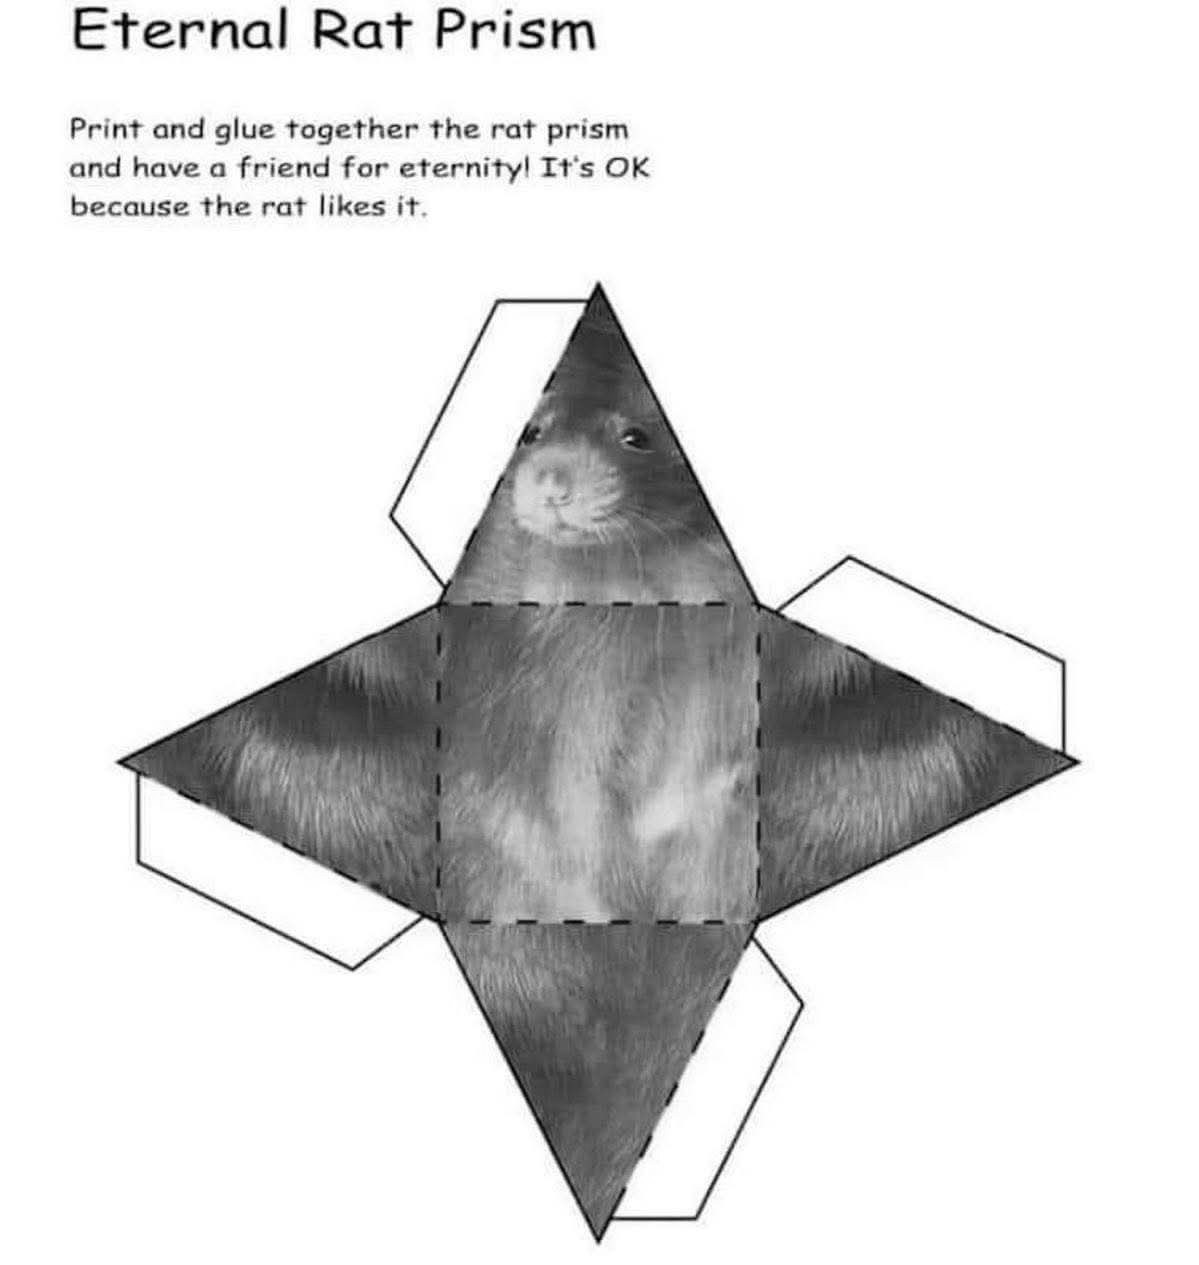 Eternal Rat Prism
Print and glue together the rat prism
and have a friend for eternity! It's OK
because the rat likes it.